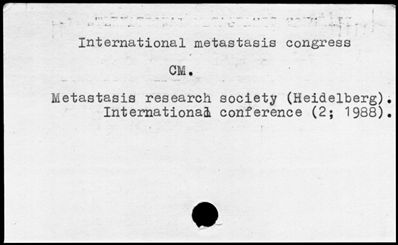 International metastasis congress
CM.
Metastasis research society (Heidelberg).
International conference (2; 1988).